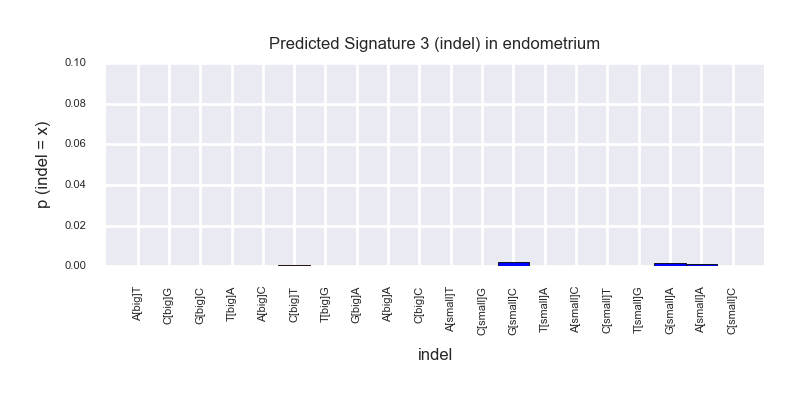 Predicted Signature 3 (indel) in endometrium
p (indel = x)
0.10
0.08
0.06
0.04
0.02
0.00
A[big]T
C[big]G
G[big]C
T[big]A
A[big]C
C[big]T
T[big]G
G[big]A
A[big]A
C[big]C
A[small]T
C[small]G
G[small]C
T[small]A
A[small]C
C[small]T
T[small]G
G[small]A
A[small]A
C[small]C
indel